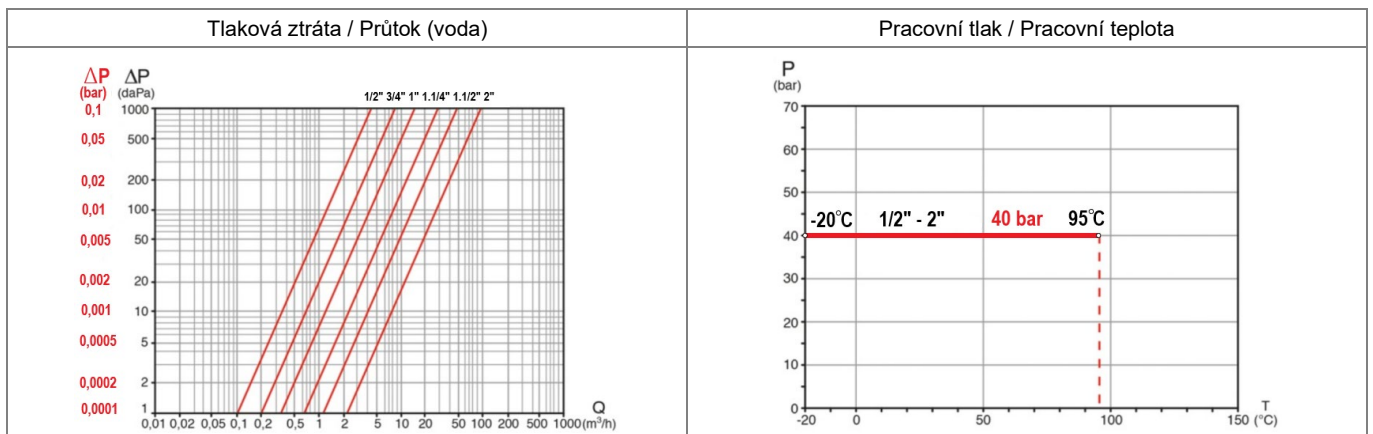 Tlaková ztráta / Průtok (voda)
ΔP ΔP
(bar) (daPa)
1/2" 3/4" 1" 1.1/4" 1.1/2" 2"
0,1 1000
0,05 500
0,02 200
0,01 100
0,005 50
0,002 20
0,001 10
0,0005 5
0,0002 2
0,0001 1
Q
0,01 0,02 0,05 0,1 0,2 0,5 1 2 5 10 20 50 100 200 500 1000 (m³/h)
Pracovní tlak / Pracovní teplota
P
(bar)
70
60
50
-20°C 1/2" - 2" 40 bar 95°C
40
30
20
10
0
T
-20 0 50 100 150 (°C)